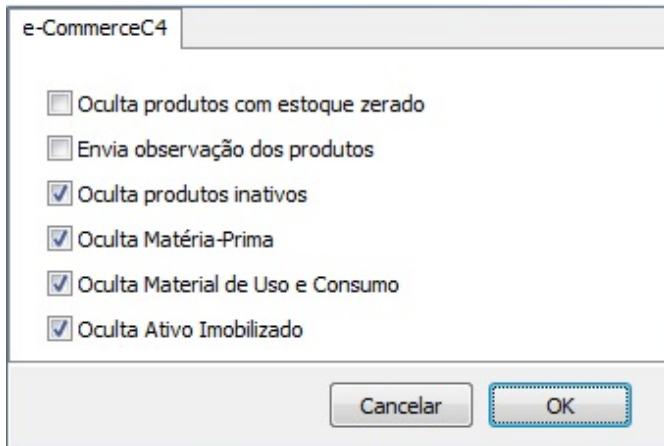 e-CommerceC4
Oculta produtos com estoque zerado
Envia observação dos produtos
Oculta produtos inativos
Oculta Matéria-Prima
Oculta Material de Uso e Consumo
Oculta Ativo Imobilizado
Cancelar OK